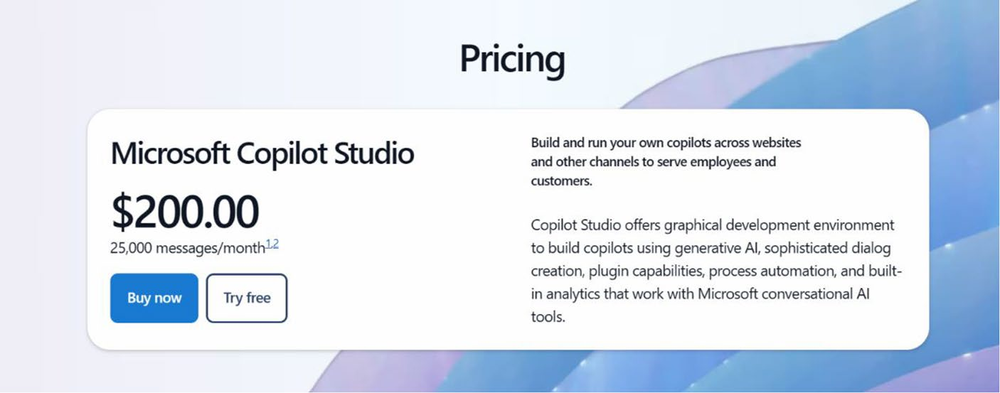 Pricing
Microsoft Copilot Studio
$200.00
25,000 messages/month1,2
Buy now
Try free
Build and run your own copilots across websites
and other channels to serve employees and
customers.
Copilot Studio offers graphical development environment
to build copilots using generative AI, sophisticated dialog
creation, plugin capabilities, process automation, and built-
in analytics that work with Microsoft conversational AI
tools.